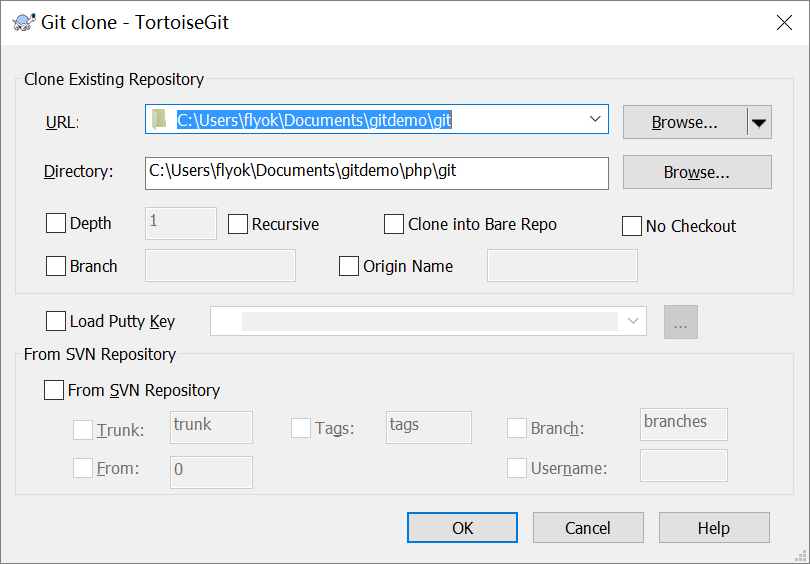 Git clone - TortoiseGit
Clone Existing Repository
URL: C:\Users\flyok\Documents\gitdemo\git Browse...
Directory: C:\Users\flyok\Documents\gitdemo\php\git Browse...
Depth 1 Recursive Clone into Bare Repo No Checkout
Branch Origin Name
Load Putty Key ...
From SVN Repository
From SVN Repository
Trunk: trunk Tags: tags Branch: branches
From: 0 Username:
OK Cancel Help